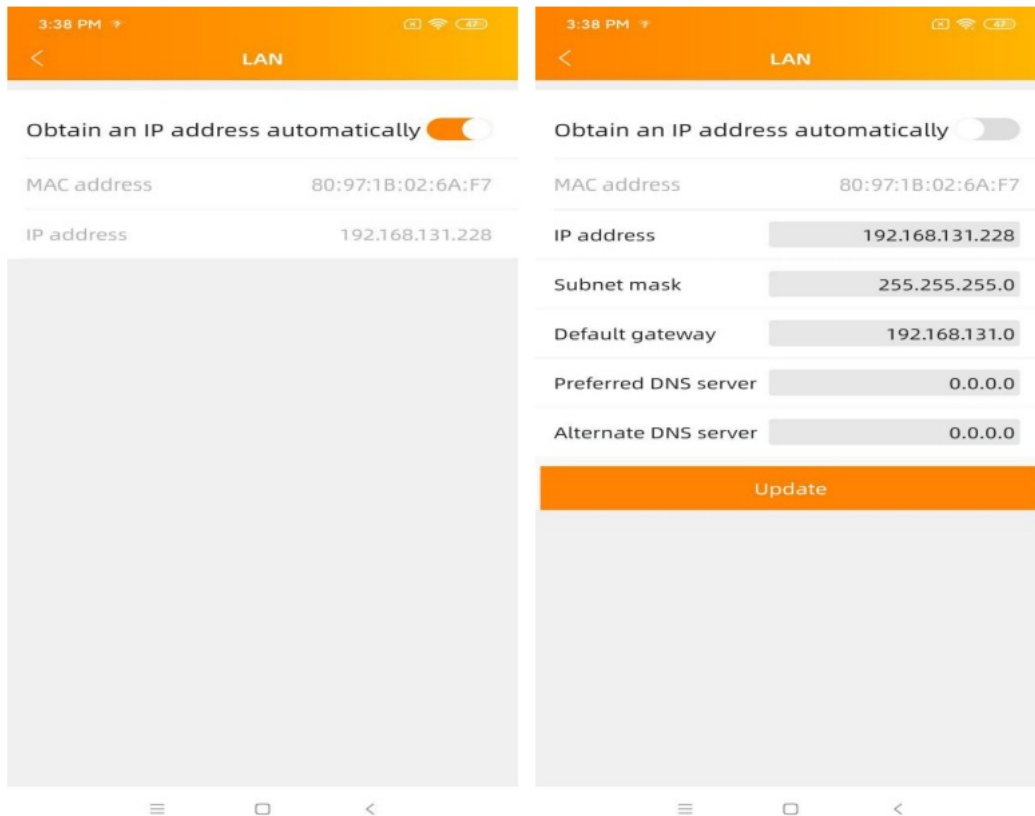 3:38 PM
47
LAN
Obtain an IP address automatically
MAC address 80:97:1B:02:6A:F7
IP address 192.168.131.228
3:38 PM
47
LAN
Obtain an IP address automatically
MAC address 80:97:1B:02:6A:F7
IP address 192.168.131.228
Subnet mask 255.255.255.0
Default gateway 192.168.131.0
Preferred DNS server 0.0.0.0
Alternate DNS server 0.0.0.0
Update